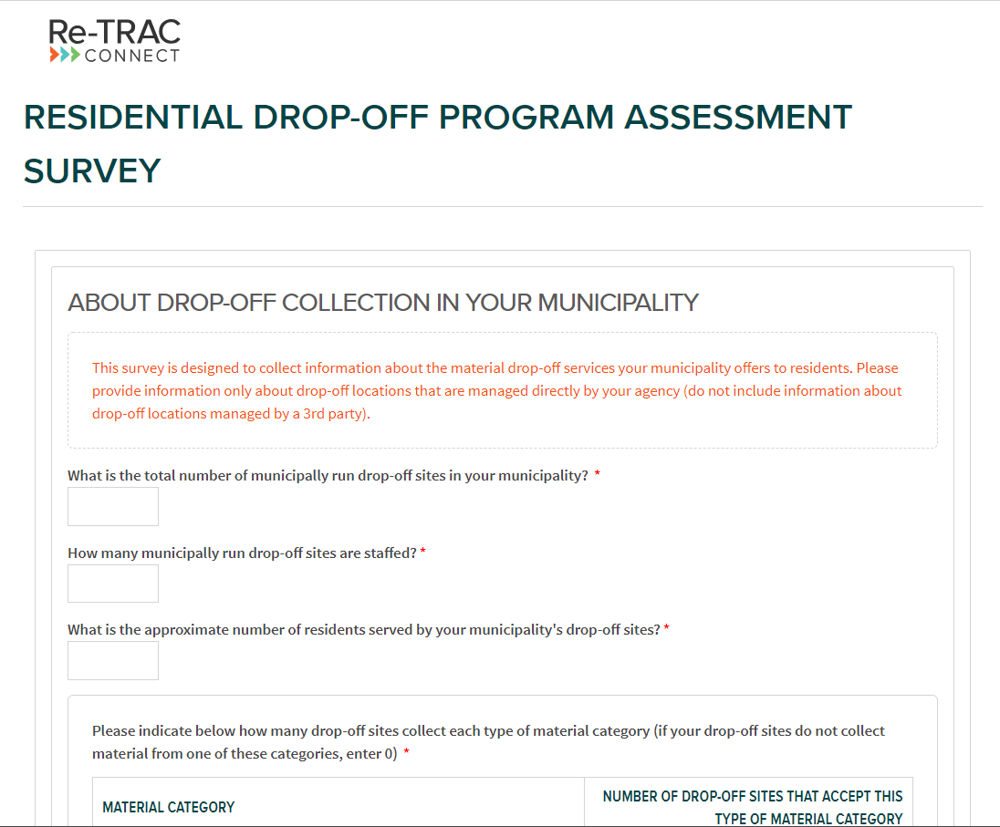 Re-TRAC
CONNECT
RESIDENTIAL DROP-OFF PROGRAM ASSESSMENT
SURVEY
ABOUT DROP-OFF COLLECTION IN YOUR MUNICIPALITY
This survey is designed to collect information about the material drop-off services your municipality offers to residents. Please
provide information only about drop-off locations that are managed directly by your agency (do not include information about
drop-off locations managed by a 3rd party).
What is the total number of municipally run drop-off sites in your municipality? *
How many municipally run drop-off sites are staffed? *
What is the approximate number of residents served by your municipality's drop-off sites? *
Please indicate below how many drop-off sites collect each type of material category (if your drop-off sites do not collect
material from one of these categories, enter 0) *
MATERIAL CATEGORY
NUMBER OF DROP-OFF SITES THAT ACCEPT THIS
TYPE OF MATERIAL CATEGORY